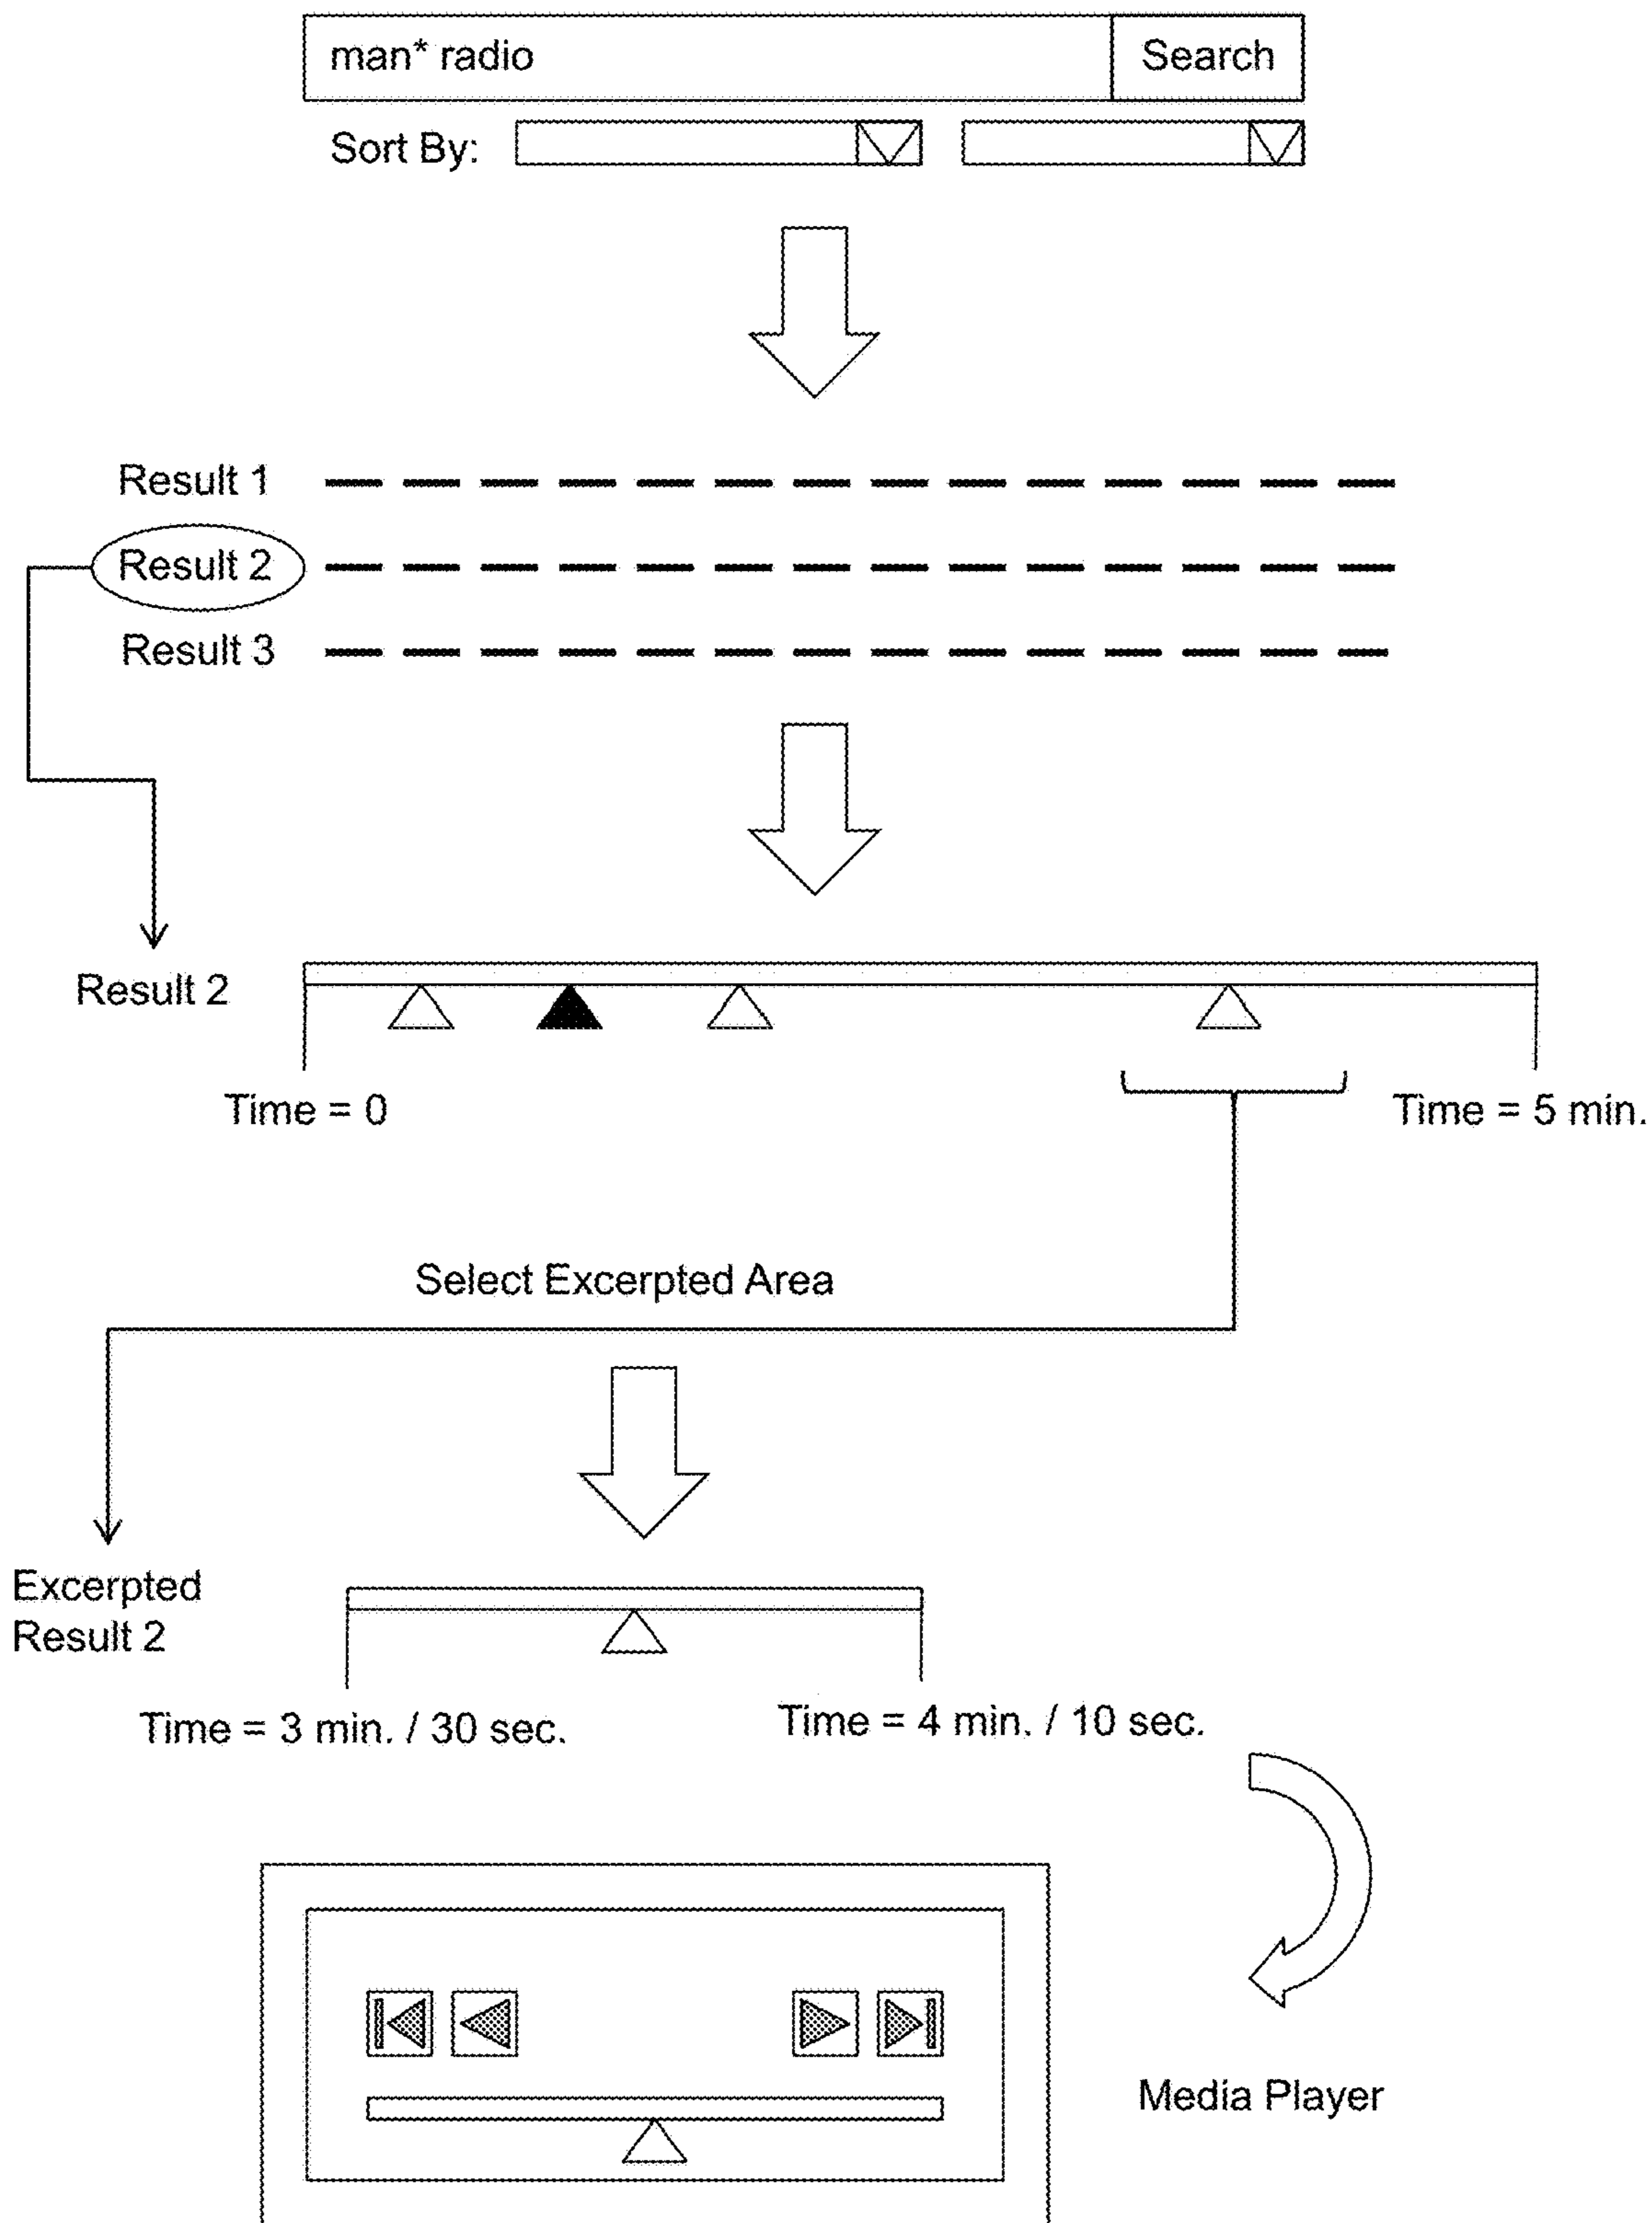 man* radio
Search
Sort By:
Result 1
Result 2
Result 3
Result 2
Time = 0
Time = 5 min.
Select Excerpted Area
Excerpted
Result 2
Time = 3 min. / 30 sec.
Time = 4 min. / 10 sec.
Media Player